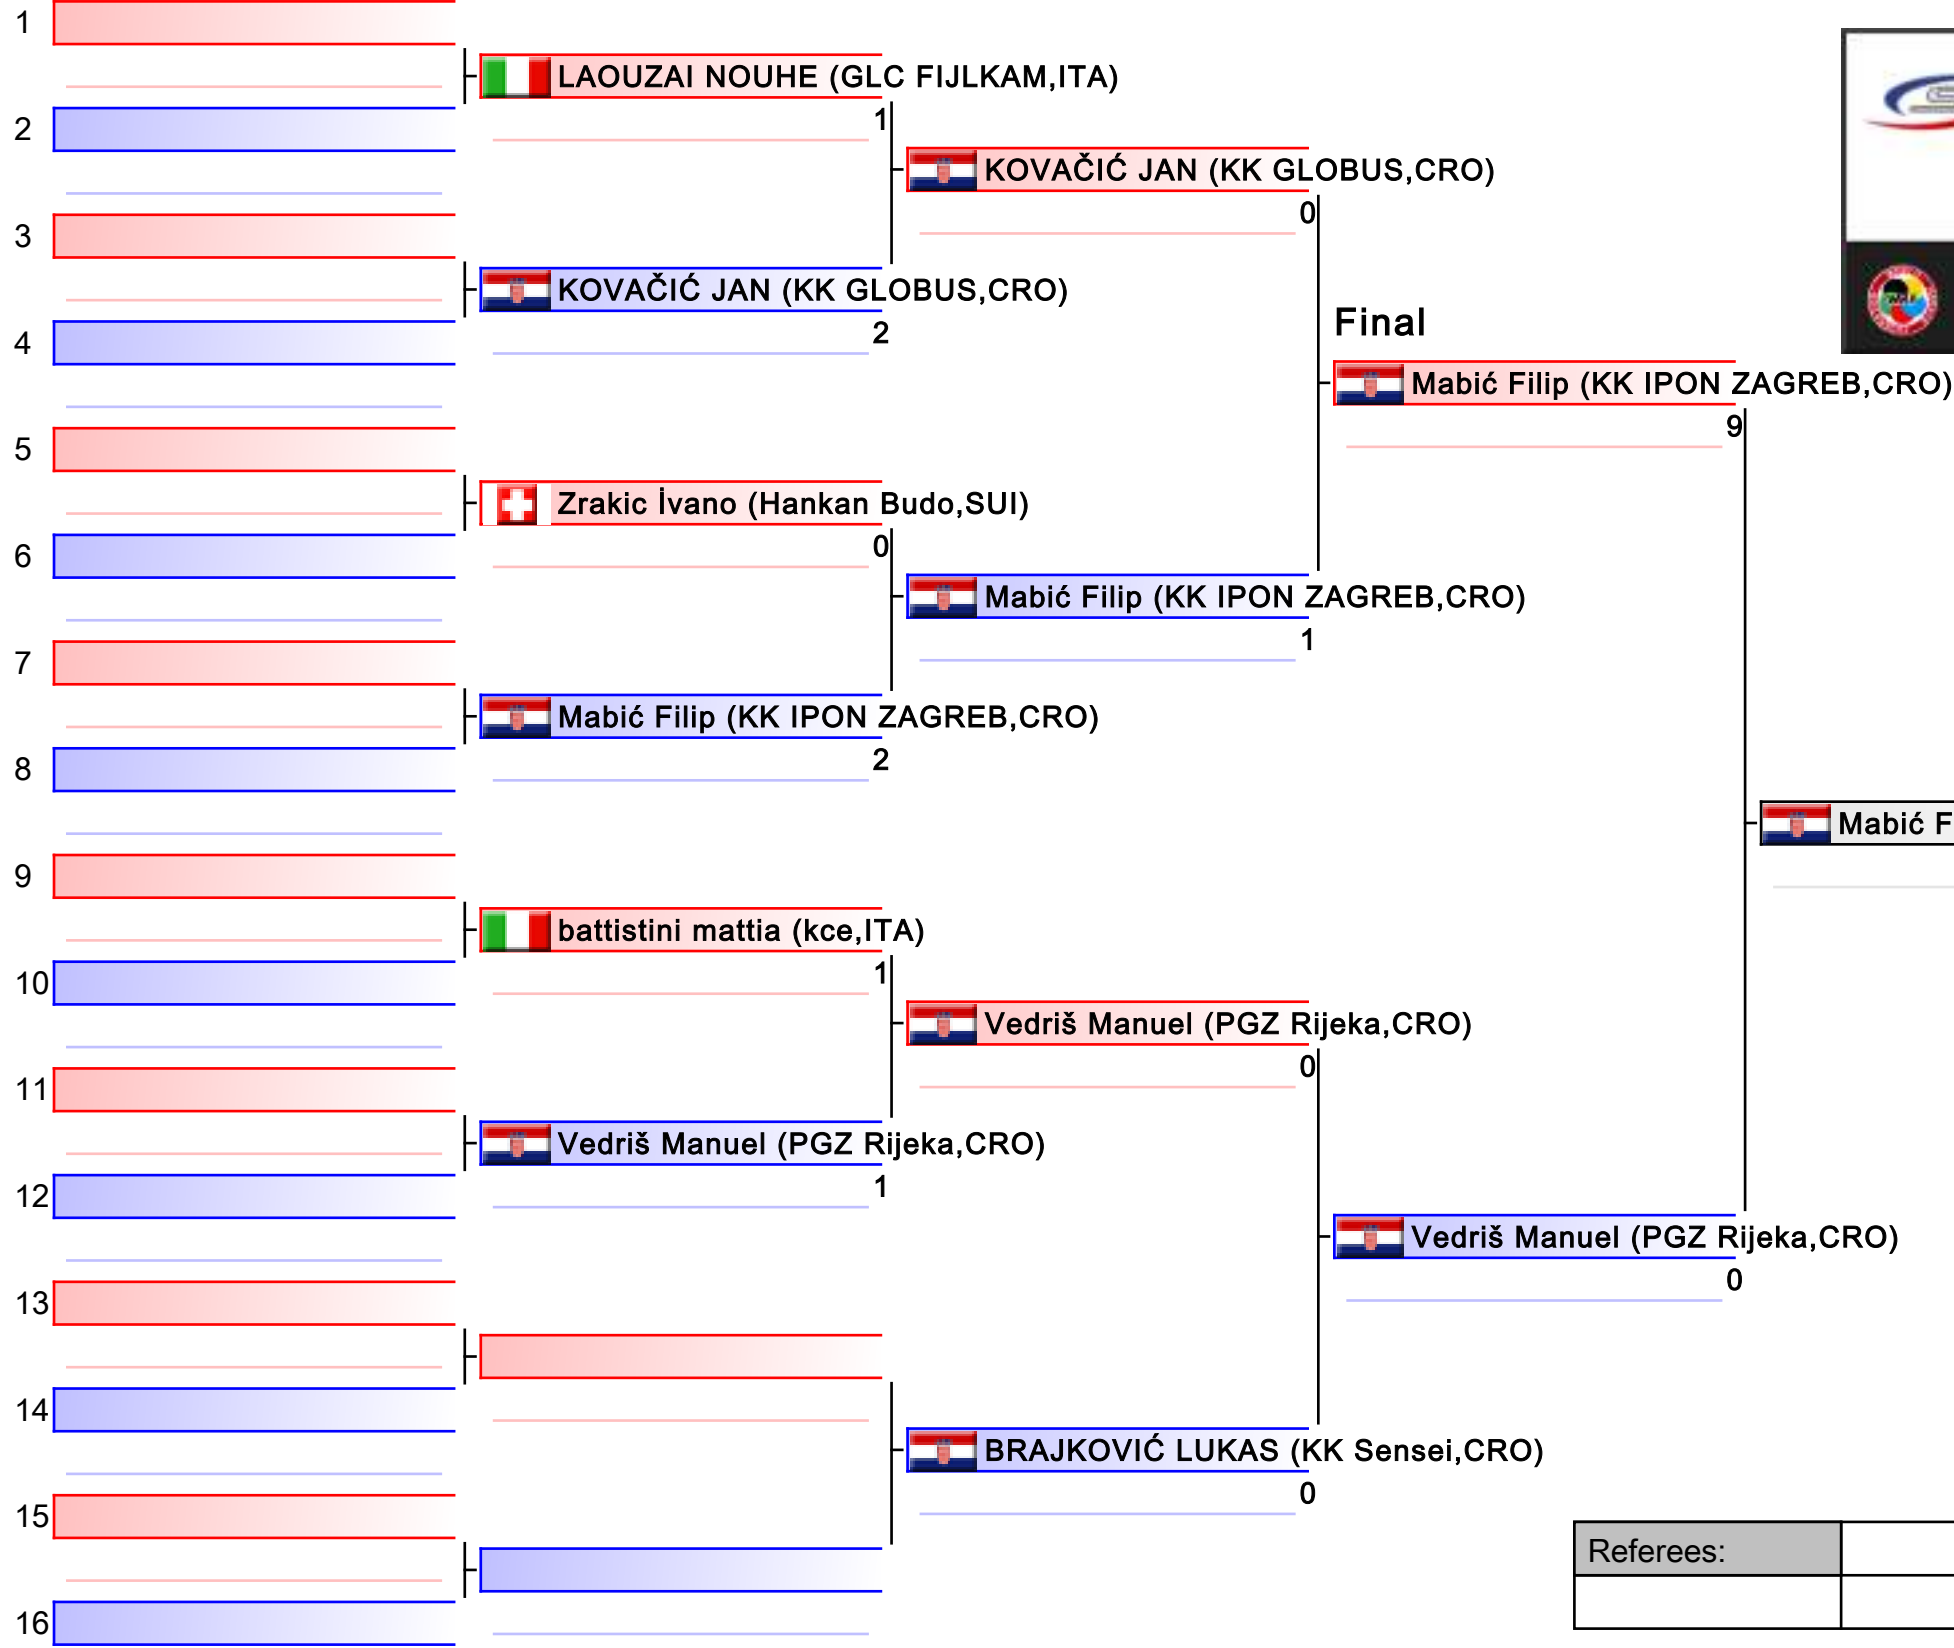 1
LAOUZAI NOUHE (GLC FIJLKAM,ITA)
1
2
KOVAČIĆ JAN (KK GLOBUS,CRO)
0
3
KOVAČIĆ JAN (KK GLOBUS,CRO)
2
4
Final
Mabić Filip (KK IPON ZAGREB,CRO)
9
5
Zrakic İvano (Hankan Budo,SUI)
0
6
Mabić Filip (KK IPON ZAGREB,CRO)
1
7
Mabić Filip (KK IPON ZAGREB,CRO)
2
8
Mabić F
9
battistini mattia (kce,ITA)
1
10
Vedriš Manuel (PGZ Rijeka,CRO)
0
11
Vedriš Manuel (PGZ Rijeka,CRO)
1
12
Vedriš Manuel (PGZ Rijeka,CRO)
0
13
14
BRAJKOVIĆ LUKAS (KK Sensei,CRO)
0
15
Referees:
16